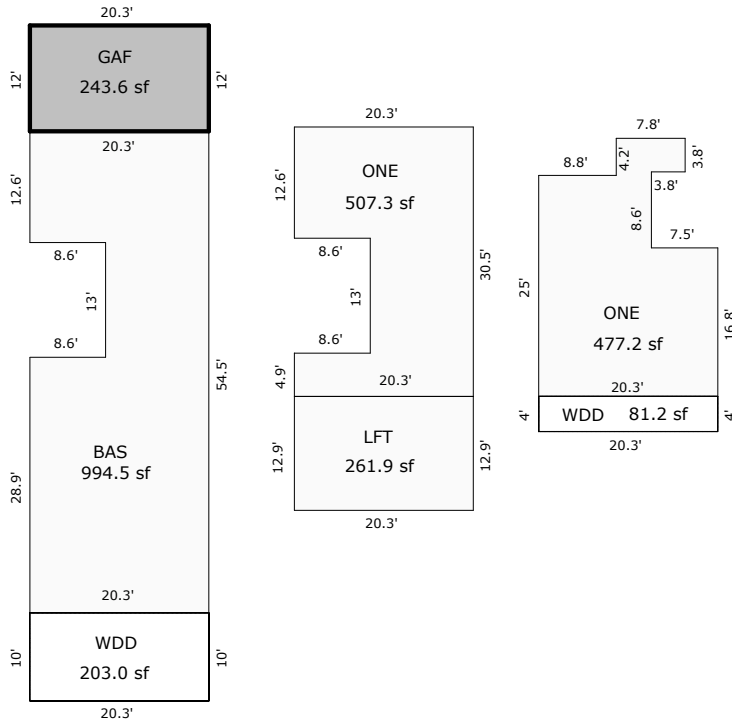 20.3'
GAF
243.6 sf
12'
12'
20.3'
12.6'
8.6'
13'
8.6'
54.5'
BAS
994.5 sf
28.9'
20.3'
WDD
203.0 sf
10'
10'
20.3'
20.3'
ONE
507.3 sf
12.6'
8.6'
30.5'
13'
8.6'
4.9'
20.3'
LFT
261.9 sf
12.9'
12.9'
20.3'
7.8'
4.2'
3.8'
8.8'
3.8'
8.6'
7.5'
25'
ONE
477.2 sf
16.8'
20.3'
WDD 81.2 sf
4'
4'
20.3'